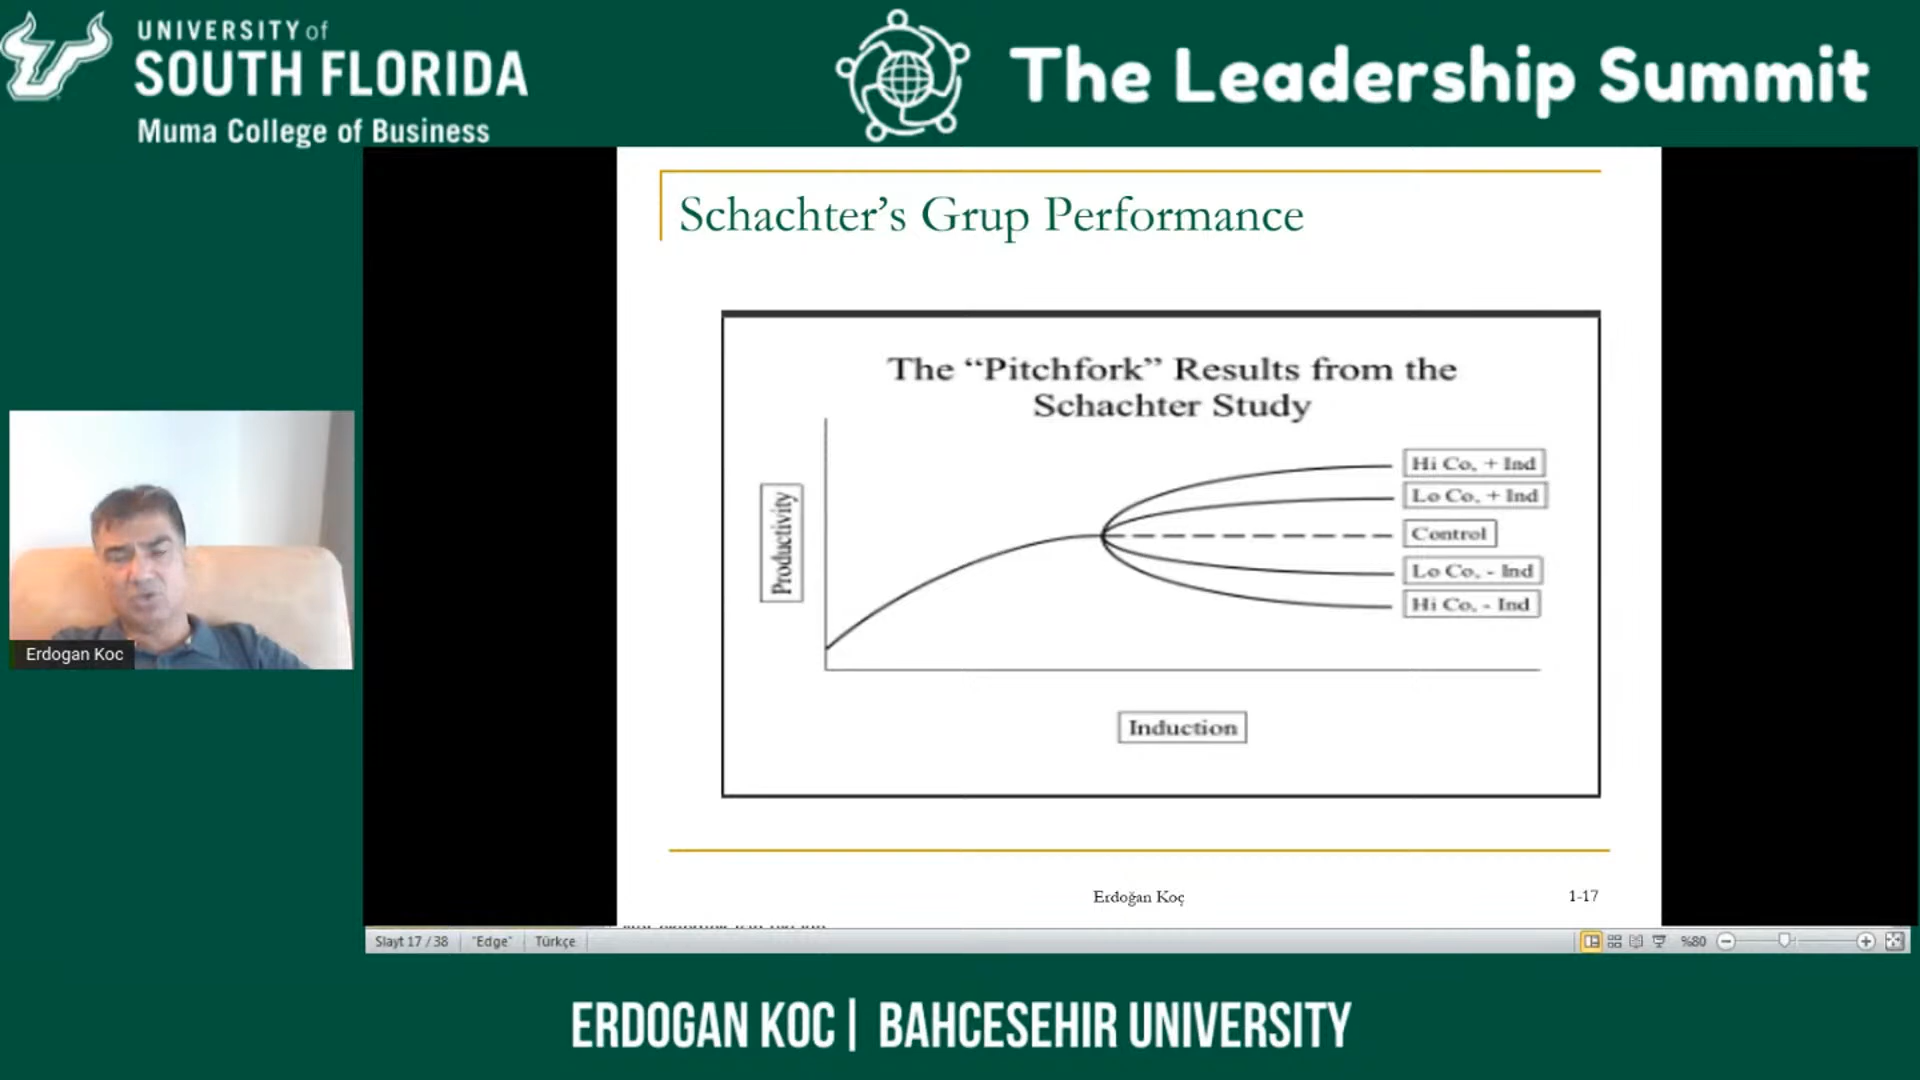 UNIVERSITY of
SOUTH FLORIDA
Muma College of Business
The Leadership Summit
Schachter's Grup Performance
The “Pitchfork” Results from the
Schachter Study
Productivity
Hi Co, + Ind
Lo Co, + Ind
Control
Lo Co, - Ind
Hi Co, - Ind
Induction
Erdogan Koc
Erdoğan Koç
1-17
Slayt 17 / 38
"Edge"
Türkçe
%80
ERDOGAN KOC | BAHCESEHIR UNIVERSITY